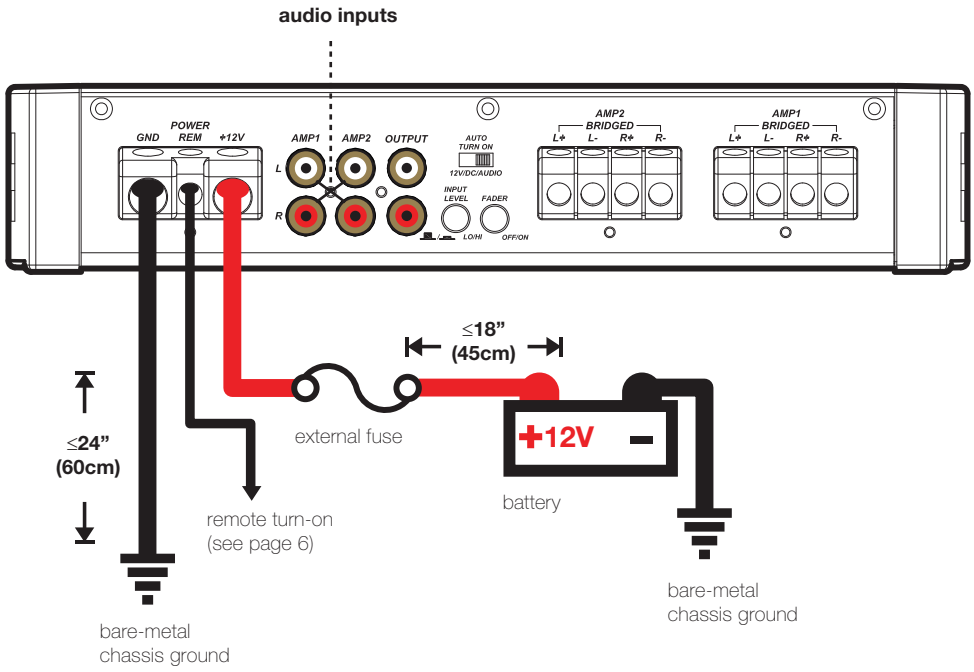 audio inputs
POWER
GND REM +12V
AMP1 AMP2 OUTPUT
L
R
AUTO
TURN ON
12V/DC/AUDIO
INPUT
LEVEL
FADER
LO/HI
OFF/ON
AMP2
BRIDGED
L+ L- R+ R-
AMP1
BRIDGED
L+ L- R+ R-
≤18”
(45cm)
≤24”
(60cm)
external fuse
+12V –
battery
remote turn-on
(see page 6)
bare-metal
chassis ground
bare-metal
chassis ground